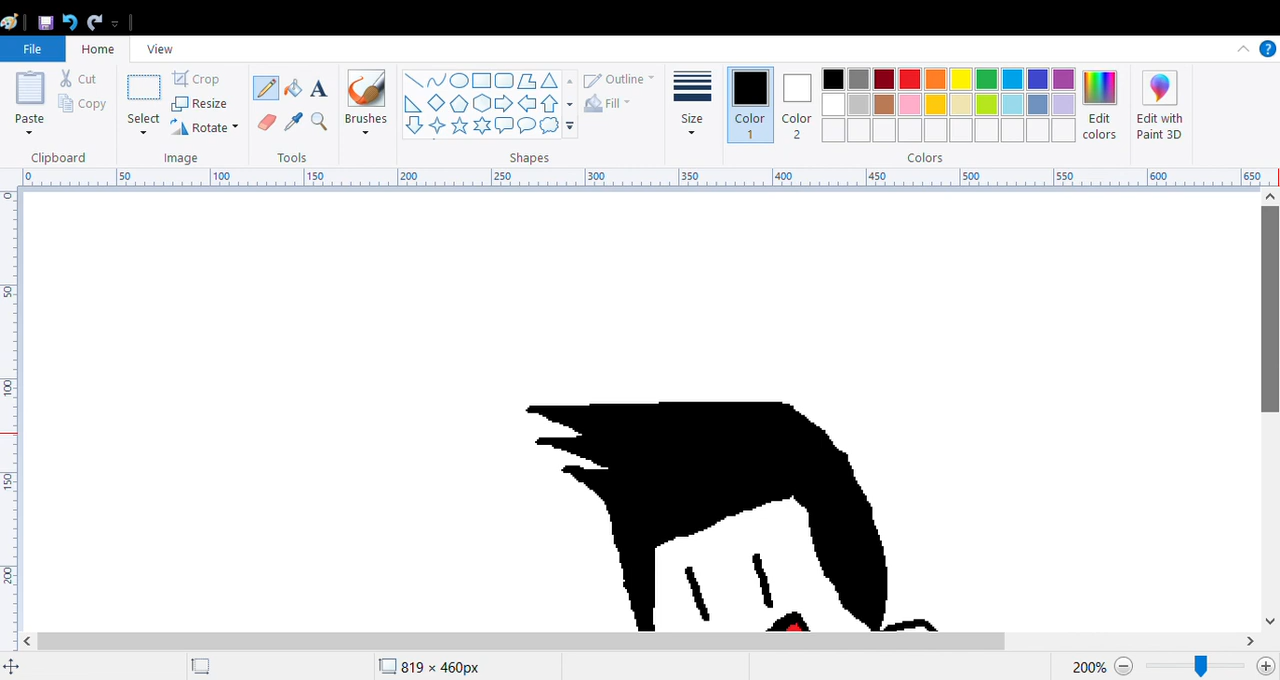 File Home View ?
Cut
Copy
Paste
Clipboard
Crop
Resize
Rotate
Select
Image
A
Tools
Brushes
Shapes
Outline
Fill
Size
Color
1
Color
2
Edit
colors
Colors
Edit with
Paint 3D
0 50 100 150 200 250 300 350 400 450 500 550 600 650
0
50
100
150
200
819 × 460px 200%